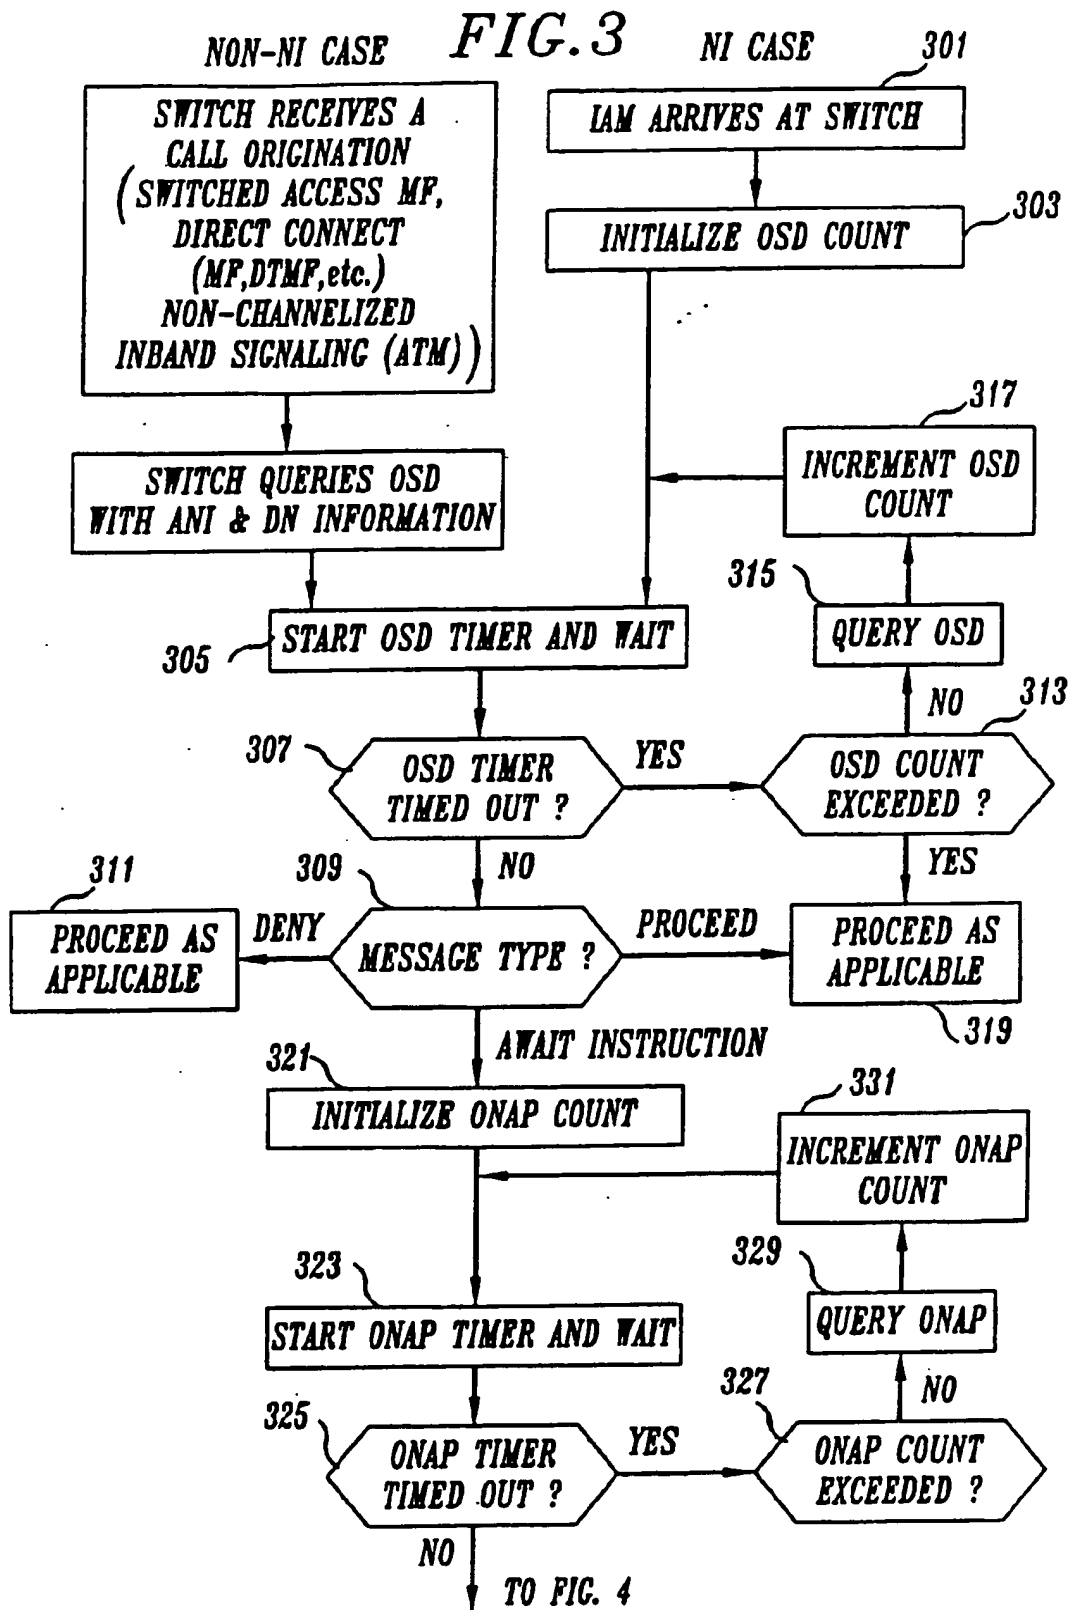 FIG.3
NON-NI CASE
NI CASE
301
SWITCH RECEIVES A
CALL ORIGINATION
(SWITCHED ACCESS MF,
DIRECT CONNECT
(MF,DTMF,etc.)
NON-CHANNELIZED
INBAND SIGNALING (ATM))
IAM ARRIVES AT SWITCH
303
INITIALIZE OSD COUNT
317
INCREMENT OSD
COUNT
SWITCH QUERIES OSD
WITH ANI & DN INFORMATION
315
QUERY OSD
305
START OSD TIMER AND WAIT
NO
313
307
OSD TIMER
TIMED OUT ?
YES
OSD COUNT
EXCEEDED ?
NO
YES
311
309
PROCEED AS
APPLICABLE
DENY
MESSAGE TYPE ?
PROCEED
PROCEED AS
APPLICABLE
319
AWAIT INSTRUCTION
321
INITIALIZE ONAP COUNT
331
INCREMENT ONAP
COUNT
323
START ONAP TIMER AND WAIT
329
QUERY ONAP
NO
327
325
ONAP TIMER
TIMED OUT ?
YES
ONAP COUNT
EXCEEDED ?
NO
TO FIG. 4